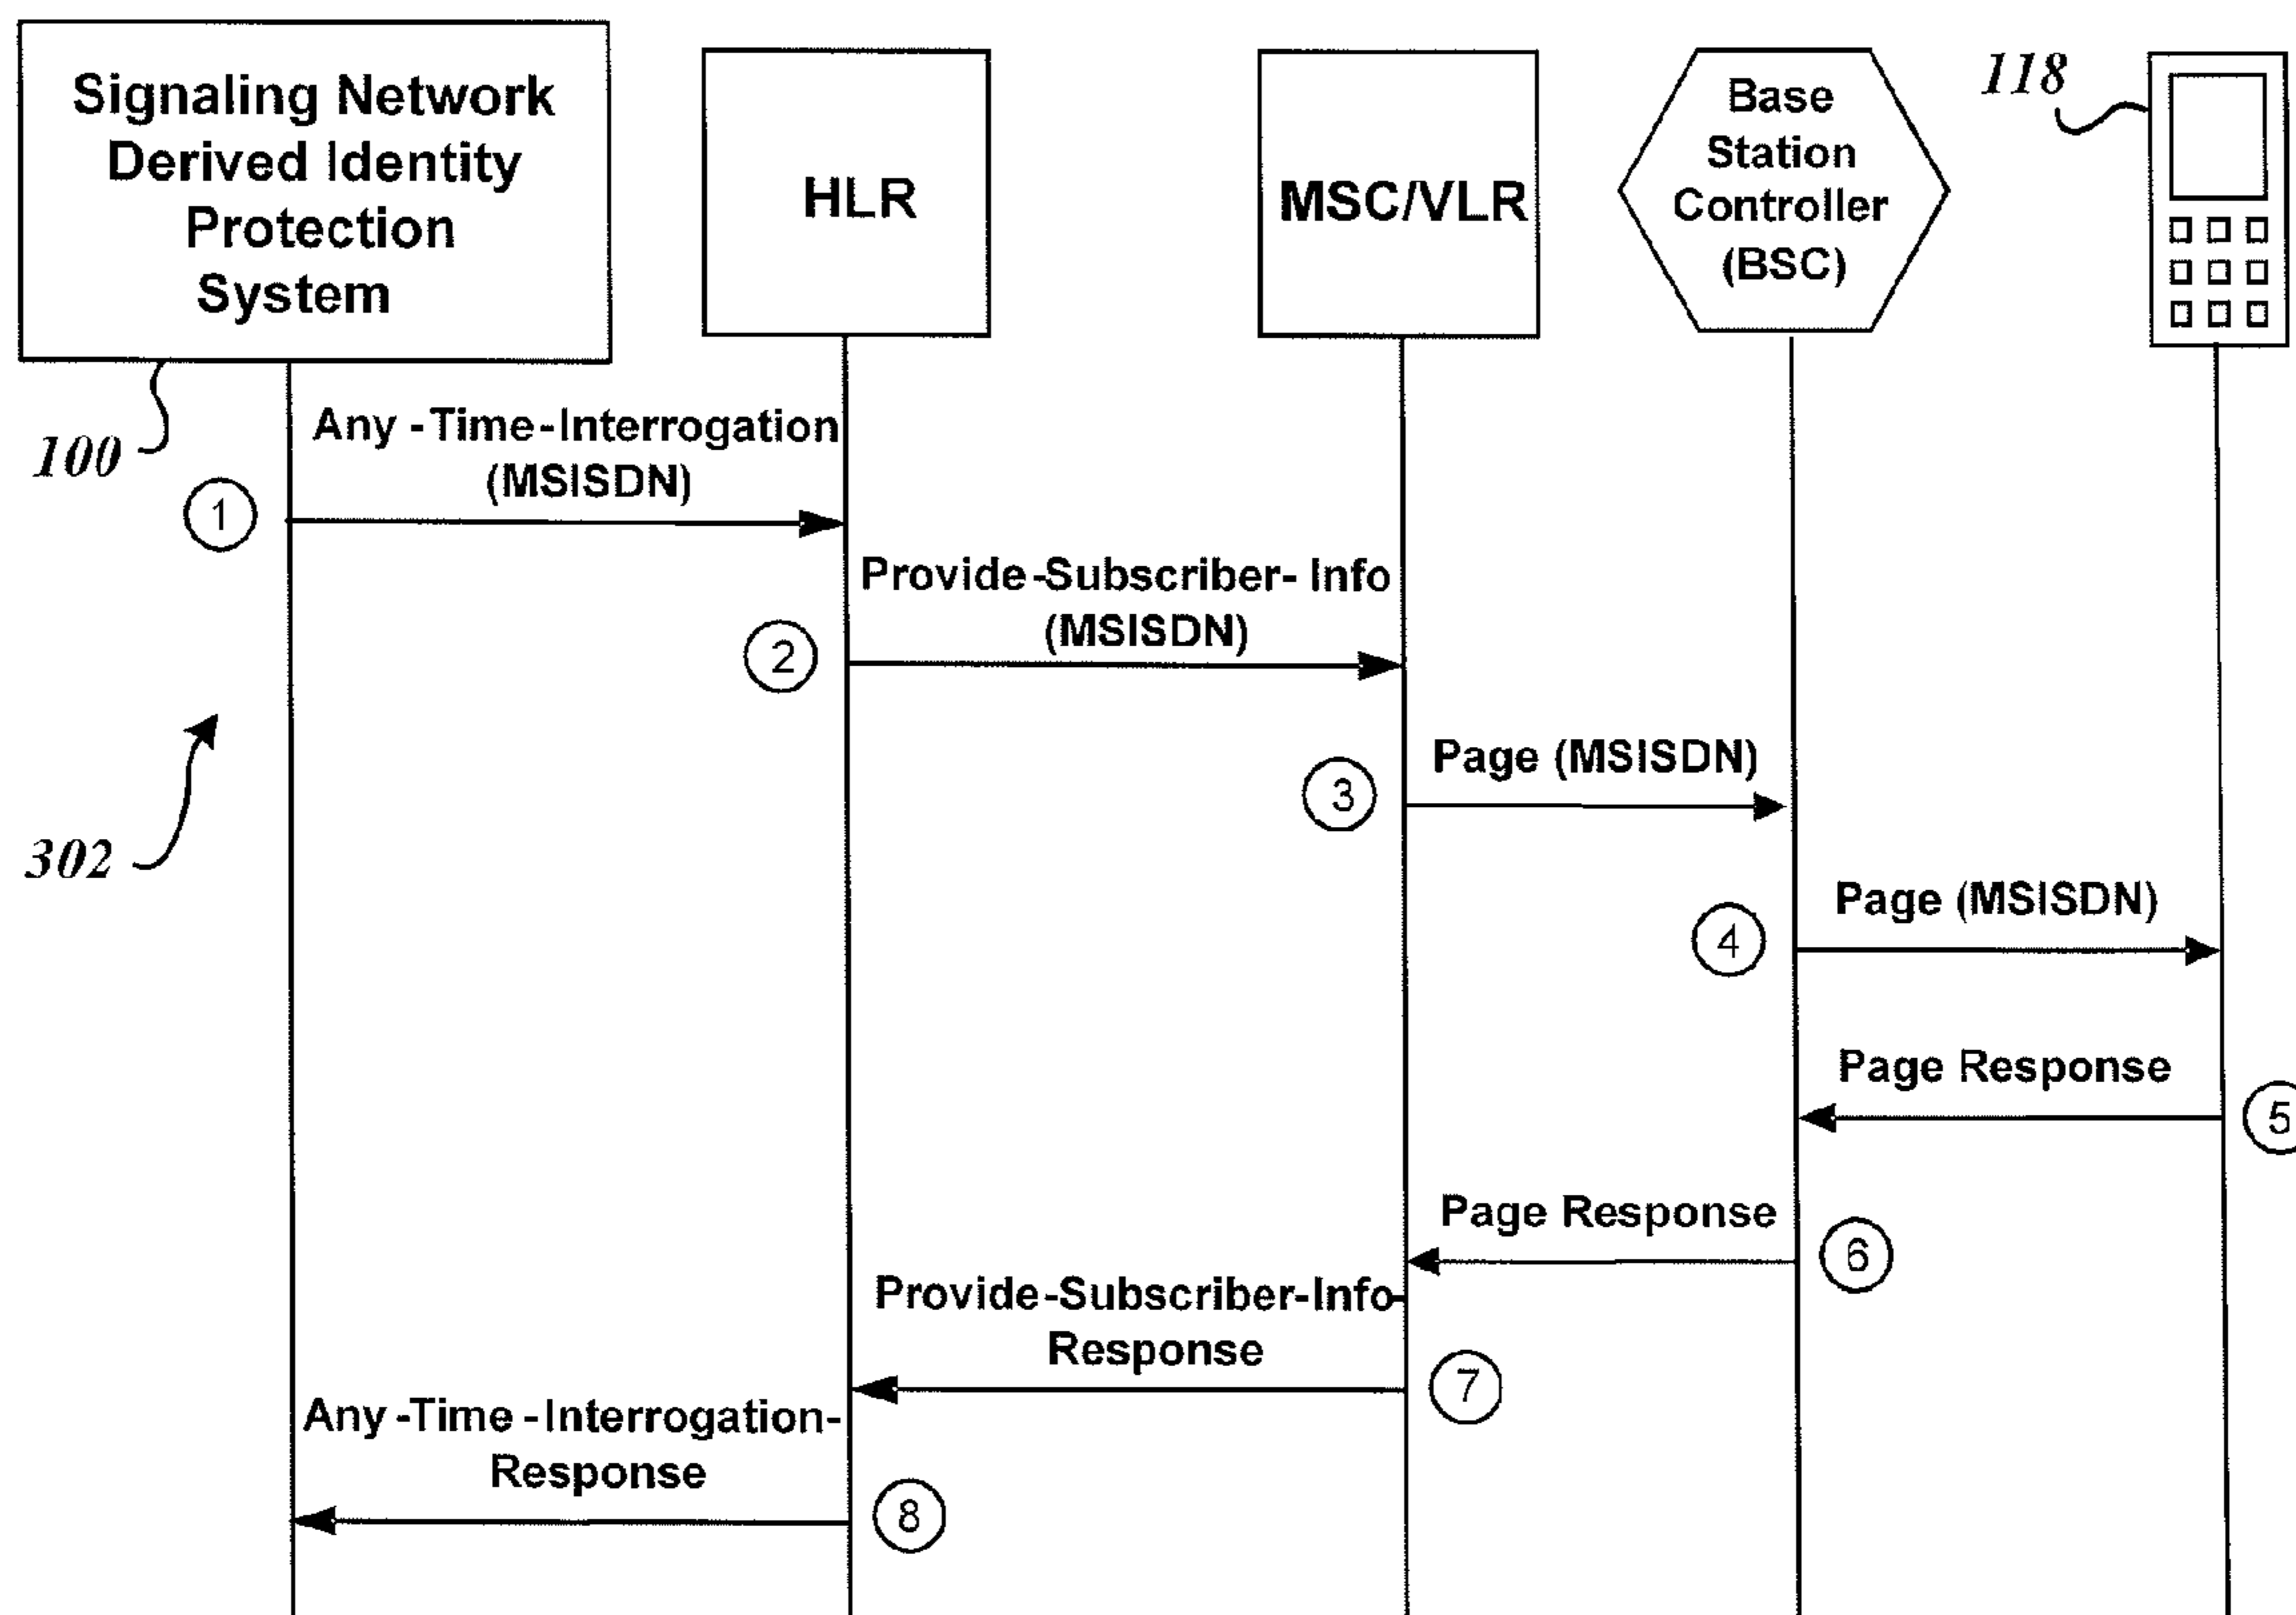 Signaling Network
Derived Identity
Protection
System
HLR
MSC/VLR
Base
Station
Controller
(BSC)
118
100
Any -Time-Interrogation
(MSISDN)
1
Provide-Subscriber- Info
(MSISDN)
2
302
Page (MSISDN)
3
Page (MSISDN)
4
Page Response
5
Page Response
6
Provide-Subscriber-Info-
Response
7
Any -Time -Interrogation-
Response
8